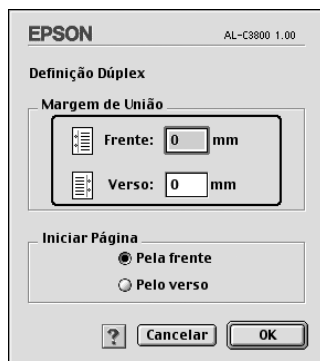 EPSON AL-C3800 1.00
Definição Dúplex
Margem de União
Frente: 0 mm
Verso: 0 mm
Iniciar Página
Pela frente
Pelo verso
? Cancelar OK